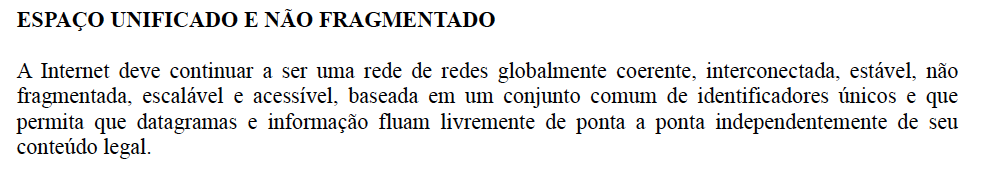 ESPAÇO UNIFICADO E NÃO FRAGMENTADO
A Internet deve continuar a ser uma rede de redes globalmente coerente, interconectada, estável, não
fragmentada, escalável e acessível, baseada em um conjunto comum de identificadores únicos e que
permita que datagramas e informação fluam livremente de ponta a ponta independentemente de seu
conteúdo legal.